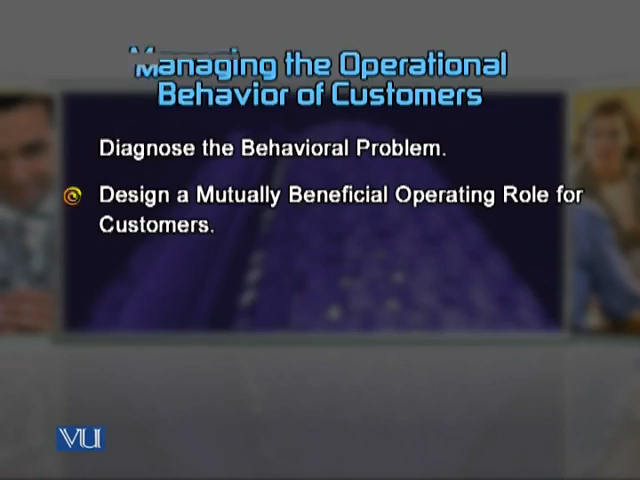 Managing the Operational
Behavior of Customers
Diagnose the Behavioral Problem.
Design a Mutually Beneficial Operating Role for
Customers.
VU